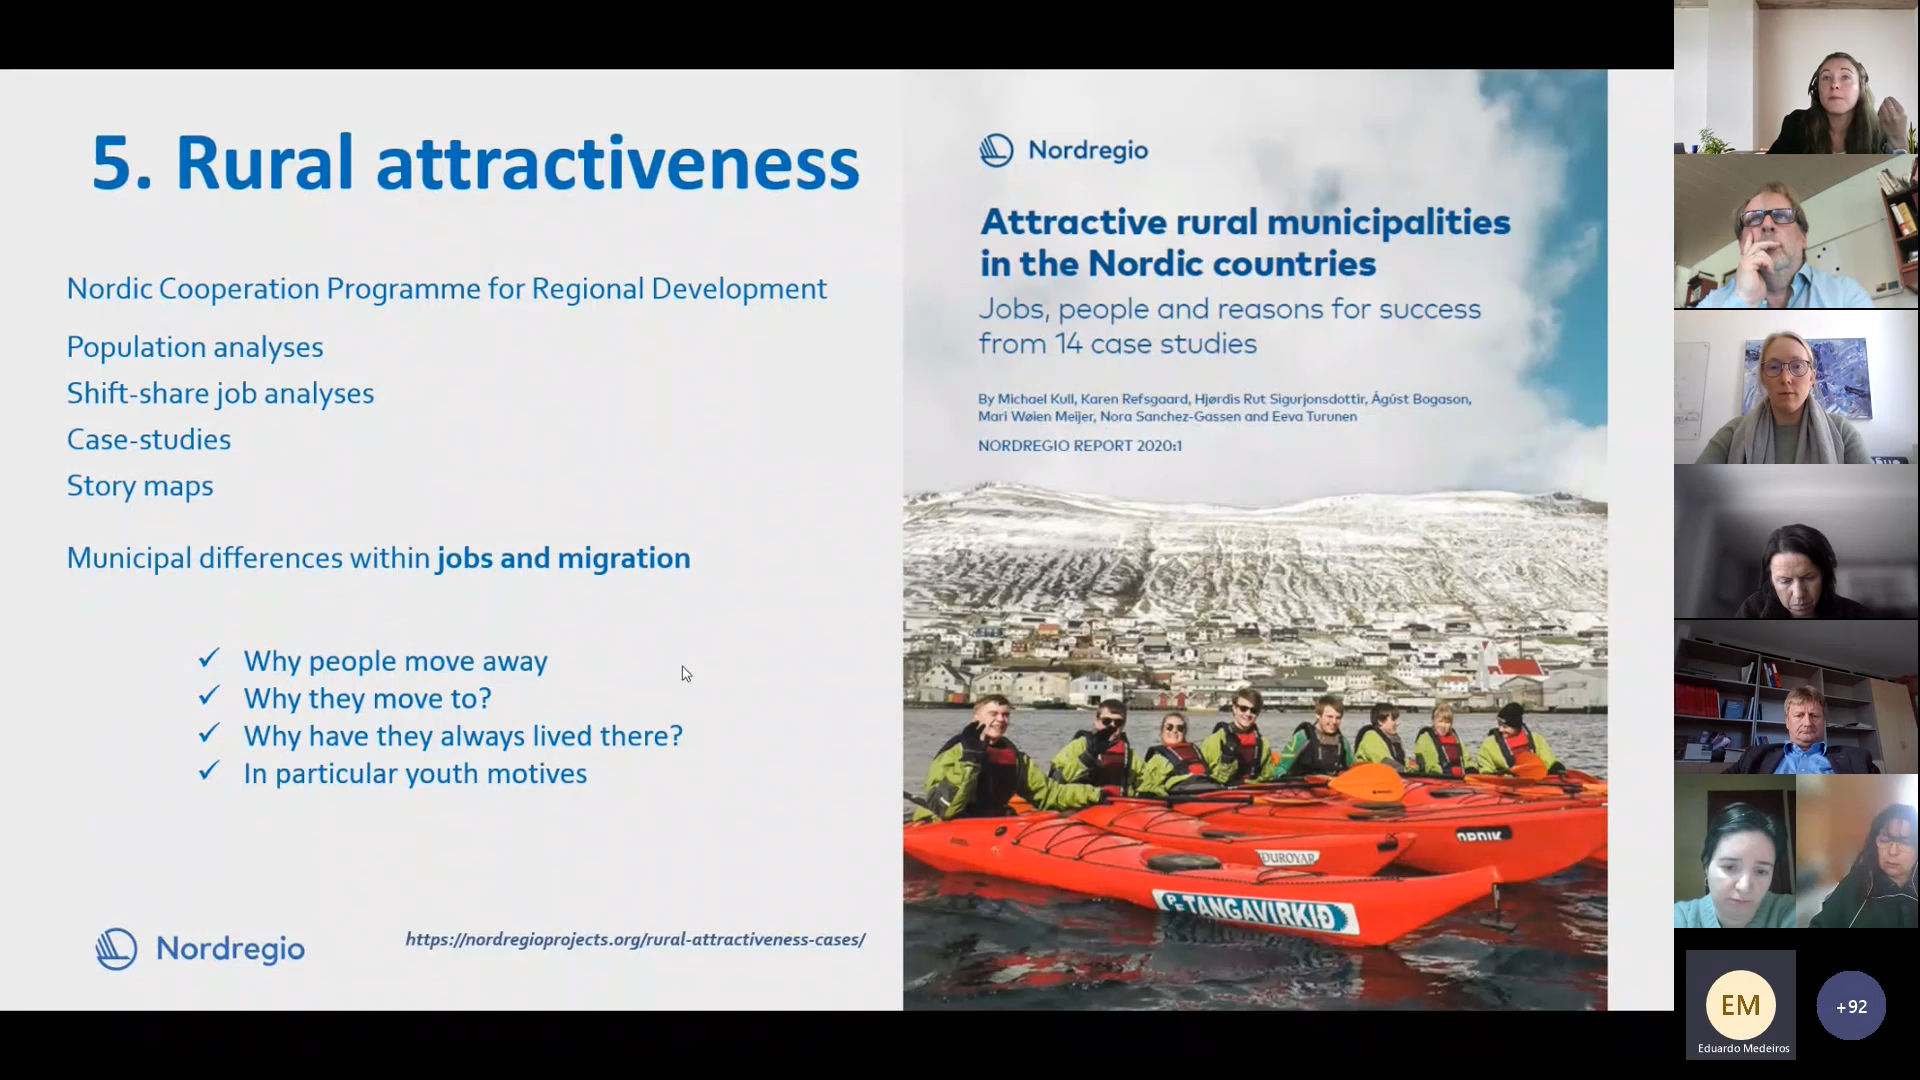 5. Rural attractiveness
Nordic Cooperation Programme for Regional Development
Population analyses
Shift-share job analyses
Case-studies
Story maps
Municipal differences within jobs and migration
✓ Why people move away
✓ Why they move to?
✓ Why have they always lived there?
✓ In particular youth motives
Nordregio
https://nordregioprojects.org/rural-attractiveness-cases/
Nordregio
Attractive rural municipalities
in the Nordic countries
Jobs, people and reasons for success
from 14 case studies
By Michael Kull, Karen Refsgaard, Hjørdis Rut Sigurjonsdottir, Ágúst Bogason,
Mari Wøien Meijer, Nora Sanchez-Gassen and Eeva Turunen
NORDREGIO REPORT 2020:1
TANGAVIRKIÐ
EM
Eduardo Medeiros
+92